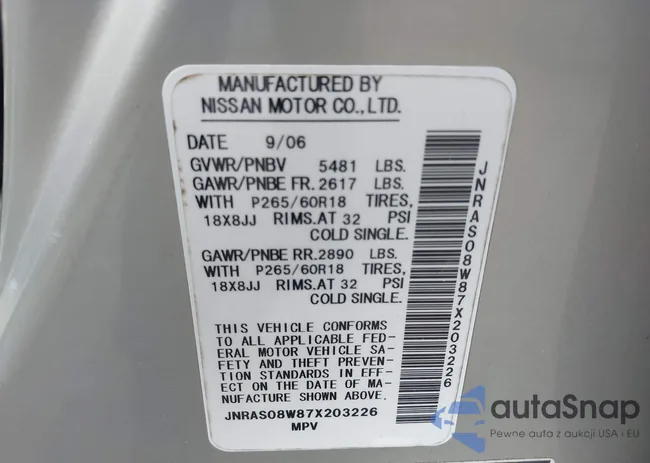 MANUFACTURED BY
NISSAN MOTOR CO., LTD.
DATE 9/06
GVWR/PNBV 5481 LBS.
GAWR/PNBE FR. 2617 LBS.
WITH P265/60R18 TIRES,
18X8JJ RIMS. AT 32 PSI
COLD SINGLE.
GAWR/PNBE RR. 2890 LBS.
WITH P265/60R18 TIRES,
18X8JJ RIMS. AT 32 PSI
COLD SINGLE.
THIS VEHICLE CONFORMS
TO ALL APPLICABLE FED-
ERAL MOTOR VEHICLE SA-
FETY AND THEFT PREVEN-
TION STANDARDS IN EFF-
ECT ON THE DATE OF MA-
NUFACTURE SHOWN ABOVE.
JNRAS08W87X203226
MPV
JNRAS08W87X203226
autoSnap
Pewne auta z aukcji USA i EU